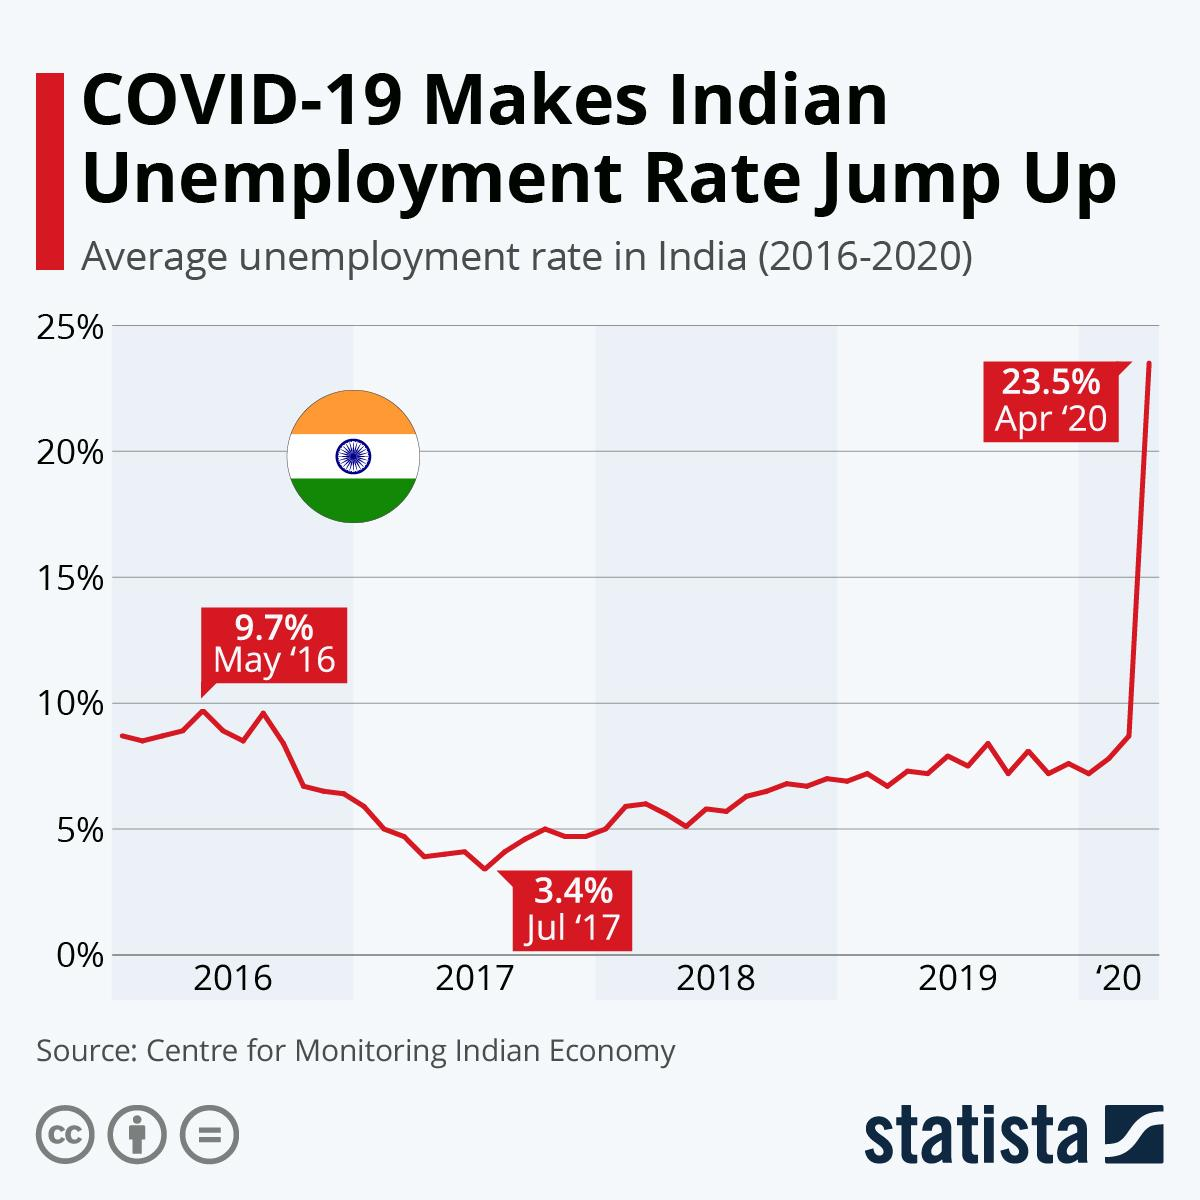 COVID-19 Makes Indian
Unemployment Rate Jump Up
Average unemployment rate in India (2016-2020)
25%
20%
15%
10%
5%
0%
9.7%
May ‘16
3.4%
Jul ‘17
23.5%
Apr ‘20
2016 2017 2018 2019 ‘20
Source: Centre for Monitoring Indian Economy
cc
statista